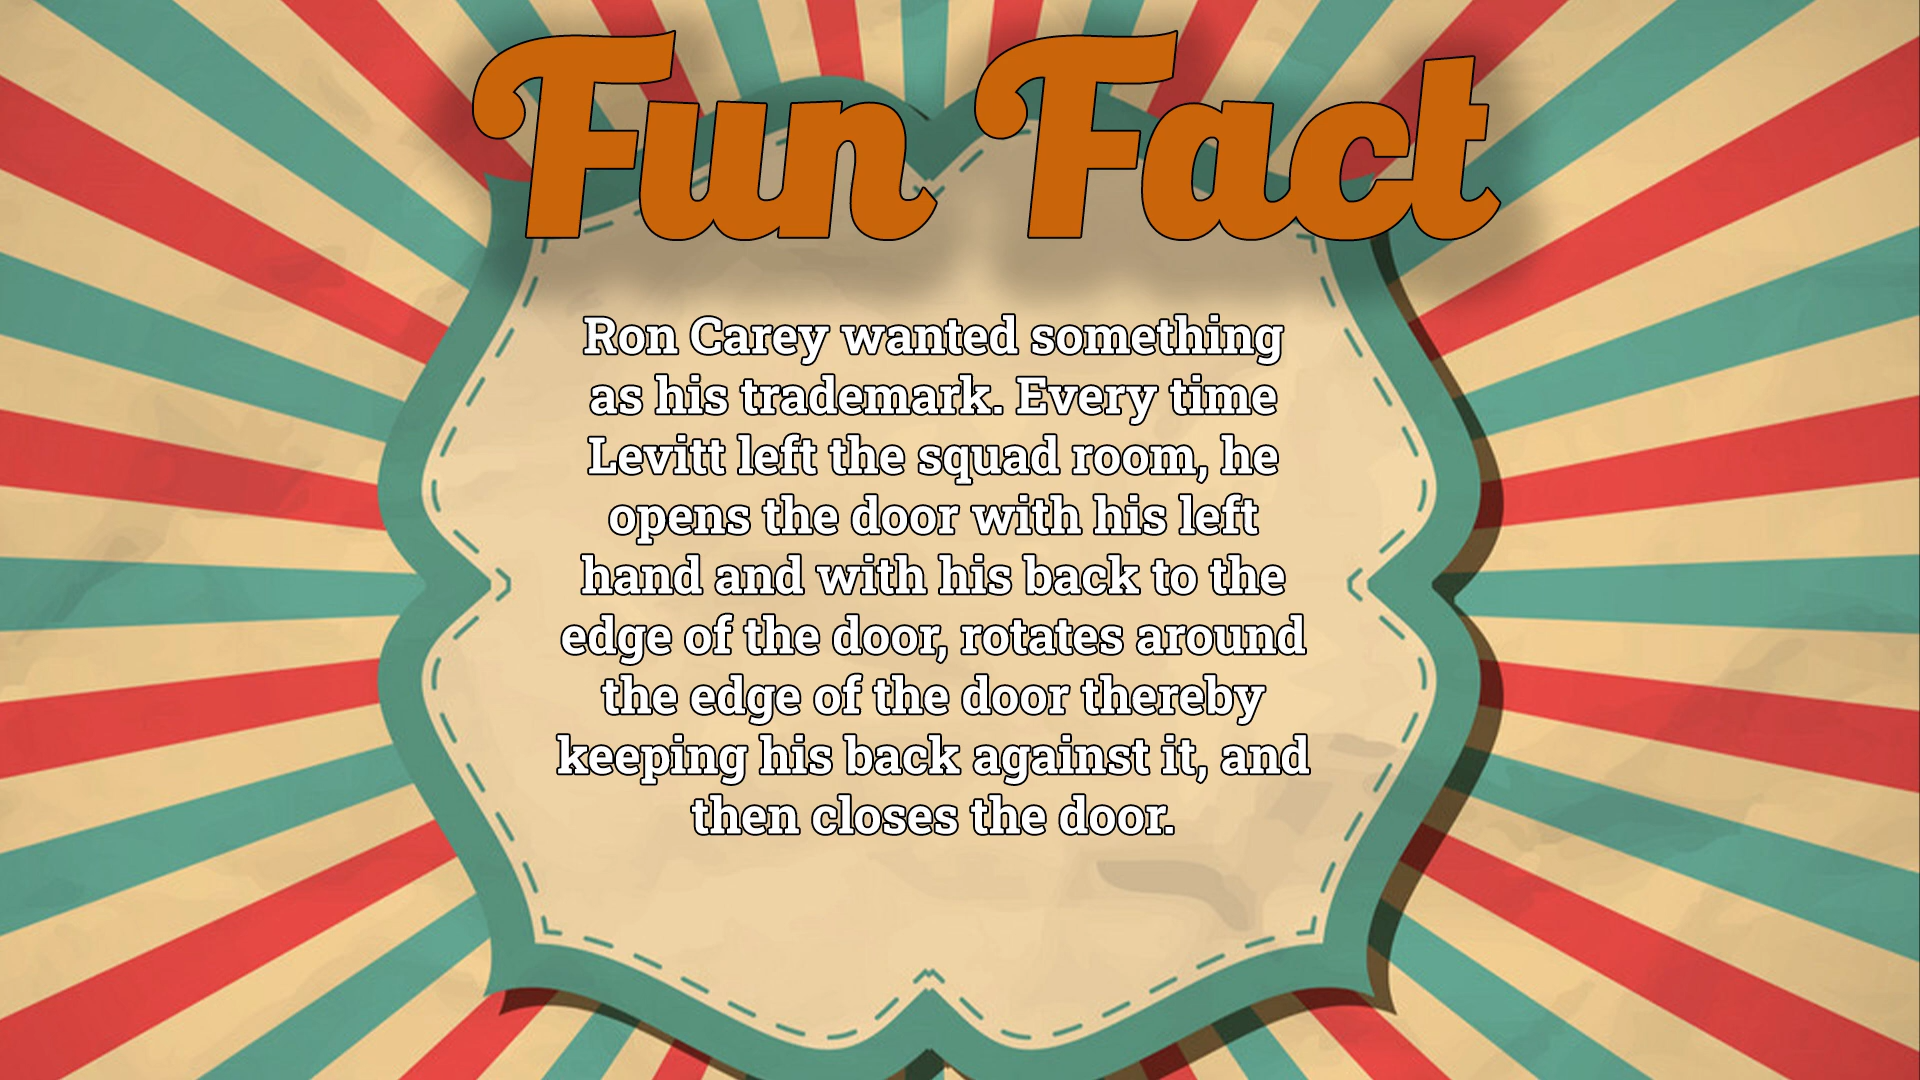 Fun Fact
Ron Carey wanted something
as his trademark. Every time
Levitt left the squad room, he
opens the door with his left
hand and with his back to the
edge of the door, rotates around
the edge of the door thereby
keeping his back against it, and
then closes the door.